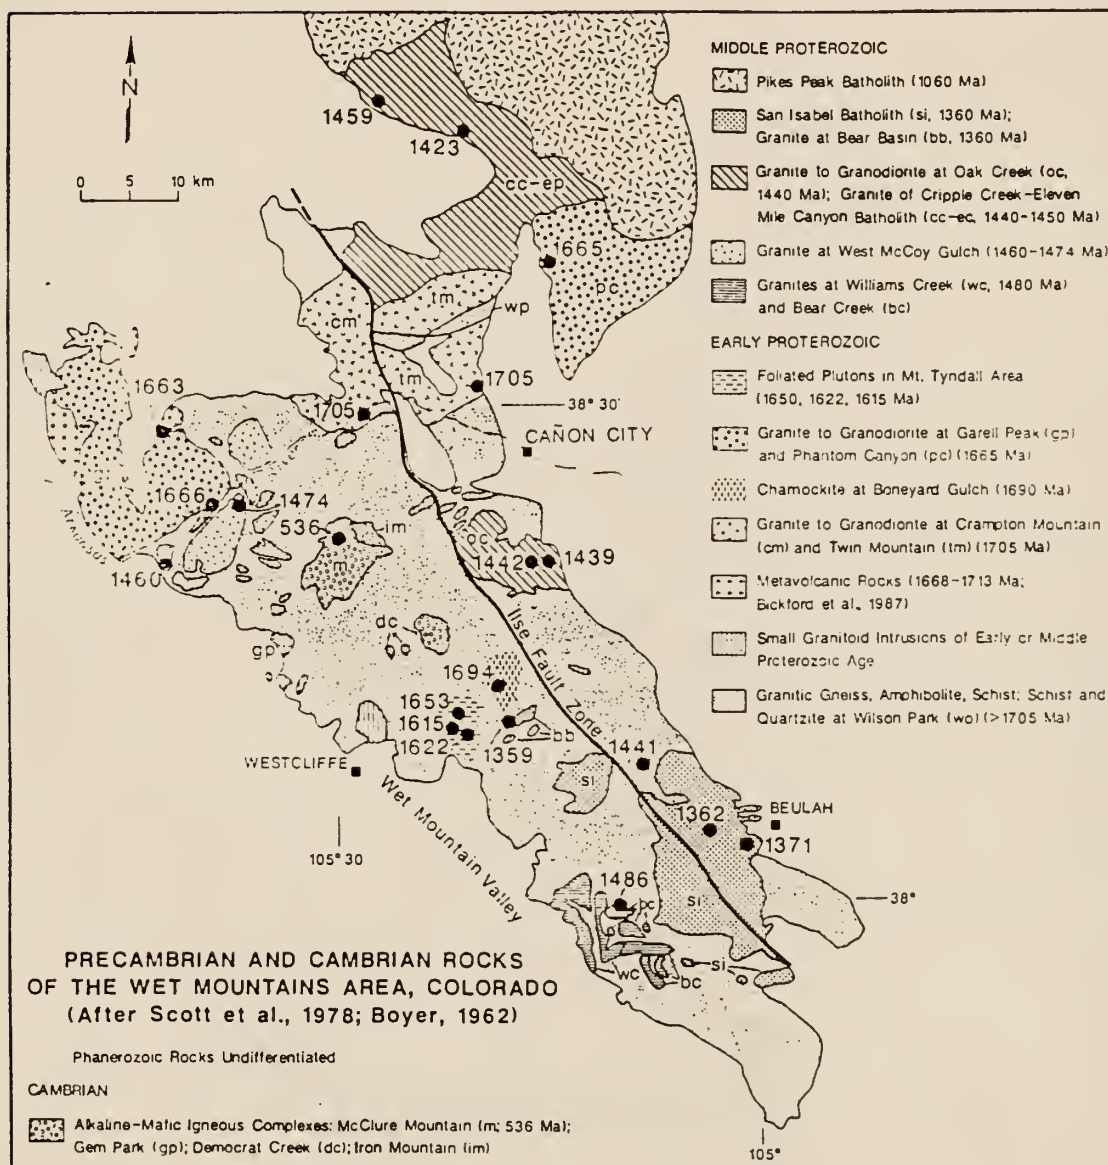 N
0 5 10 km
1459
1423
cc-ep
1665
pc
tm
wp
cm
tm
1705
1705
38° 30'
CAÑON CITY
1663
1666
1474
536
im
m
1460
oc
1442
1439
Ilse Fault Zone
dc
gp
1694
1653
1615
1622
1359
bb
WESTCLIFFE
Wet Mountain Valley
105° 30
si
1441
1362
BEULAH
1371
si
38°
1486
bc
wc
bc
si
105°
MIDDLE PROTEROZOIC
Pikes Peak Batholith (1060 Ma)
San Isabel Batholith (si, 1360 Ma);
Granite at Bear Basin (bb, 1360 Ma)
Granite to Granodiorite at Oak Creek (oc,
1440 Ma); Granite of Cripple Creek-Eleven
Mile Canyon Batholith (cc-ec, 1440-1450 Ma)
Granite at West McCoy Gulch (1460-1474 Ma)
Granites at Williams Creek (wc, 1480 Ma)
and Bear Creek (bc)
EARLY PROTEROZOIC
Foliated Plutons in Mt. Tyndall Area
(1650, 1622, 1615 Ma)
Granite to Granodiorite at Garell Peak (gp)
and Phantom Canyon (pc) (1665 Ma)
Charnockite at Boneyard Gulch (1690 Ma)
Granite to Granodionte at Crampton Mountain
(cm) and Twin Mountain (tm) (1705 Ma)
Metavolcanic Rocks (1668-1713 Ma;
Bickford et al., 1987)
Small Granitoid Intrusions of Early or Middle
Proterozoic Age
Granitic Gneiss, Amphibolite, Schist; Schist and
Quartzite at Wilson Park (wo) (>1705 Ma)
PRECAMBRIAN AND CAMBRIAN ROCKS
OF THE WET MOUNTAINS AREA, COLORADO
(After Scott et al., 1978; Boyer, 1962)
Phanerozoic Rocks Undifferentiated
CAMBRIAN
Alkaline-Mafic Igneous Complexes: McClure Mountain (m; 536 Ma);
Gem Park (gp); Democrat Creek (dc); Iron Mountain (im)